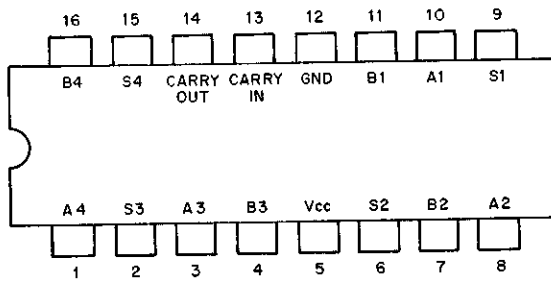 16 15 14 13 12 11 10 9
B4 S4 CARRY CARRY GND B1 A1 S1
OUT IN
A4 S3 A3 B3 Vcc S2 B2 A2
1 2 3 4 5 6 7 8